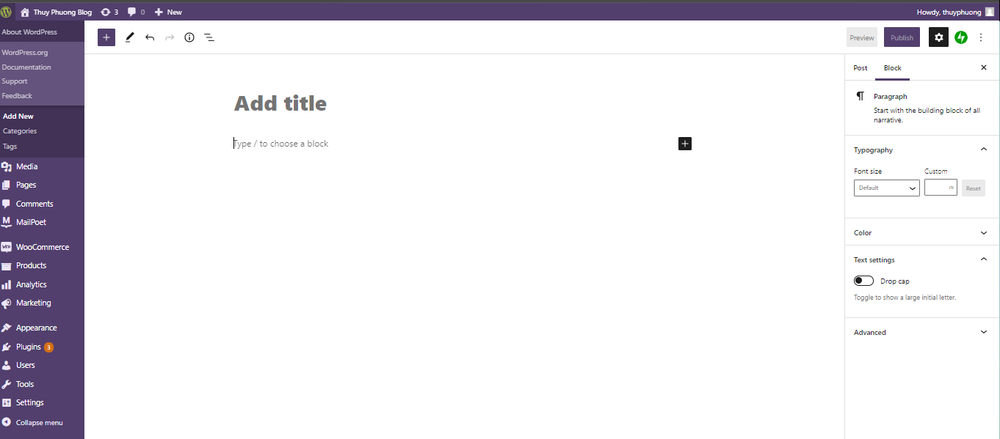 Thuy Phuong Blog 3 0 New Howdy, thuyphuong
About WordPress
WordPress.org
Documentation
Support
Feedback
Add New
Categories
Tags
Media
Pages
Comments
MailPoet
WooCommerce
Products
Analytics
Marketing
Appearance
Plugins 3
Users
Tools
Settings
Collapse menu
Preview Publish
Add title
Type / to choose a block
Post Block
Paragraph
Start with the building block of all
narrative.
Typography
Font size Custom
Default PX Reset
Color
Text settings
Drop cap
Toggle to show a large initial letter.
Advanced